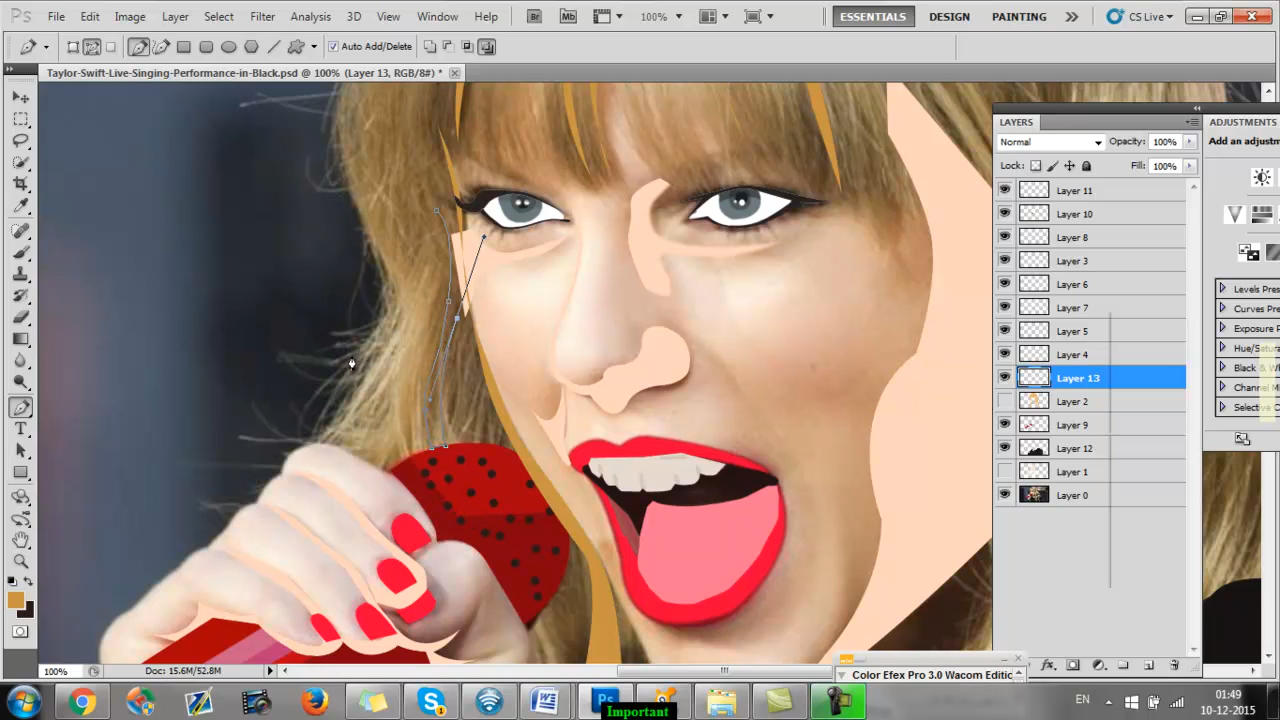 Ps File Edit Image Layer Select Filter Analysis 3D View Window Help Br Mb 100% ESSENTIALS DESIGN PAINTING CS Live
Auto Add/Delete
Taylor-Swift-Live-Singing-Performance-in-Black.psd @ 100% (Layer 13, RGB/8#) *
LAYERS
Normal Opacity: 100%
Lock: Fill: 100%
Layer 11
Layer 10
Layer 8
Layer 3
Layer 6
Layer 7
Layer 5
Layer 4
Layer 13
Layer 2
Layer 9
Layer 12
Layer 1
Layer 0
ADJUSTMENTS
Add an adjustm
Levels Pres
Curves Pre
Exposure P
Hue/Satura
Black & W
Channel M
Selective C
100% Doc: 15.6M/52.8M
Color Efex Pro 3.0 Wacom Editic
EN 01:49
10-12-2015
Important